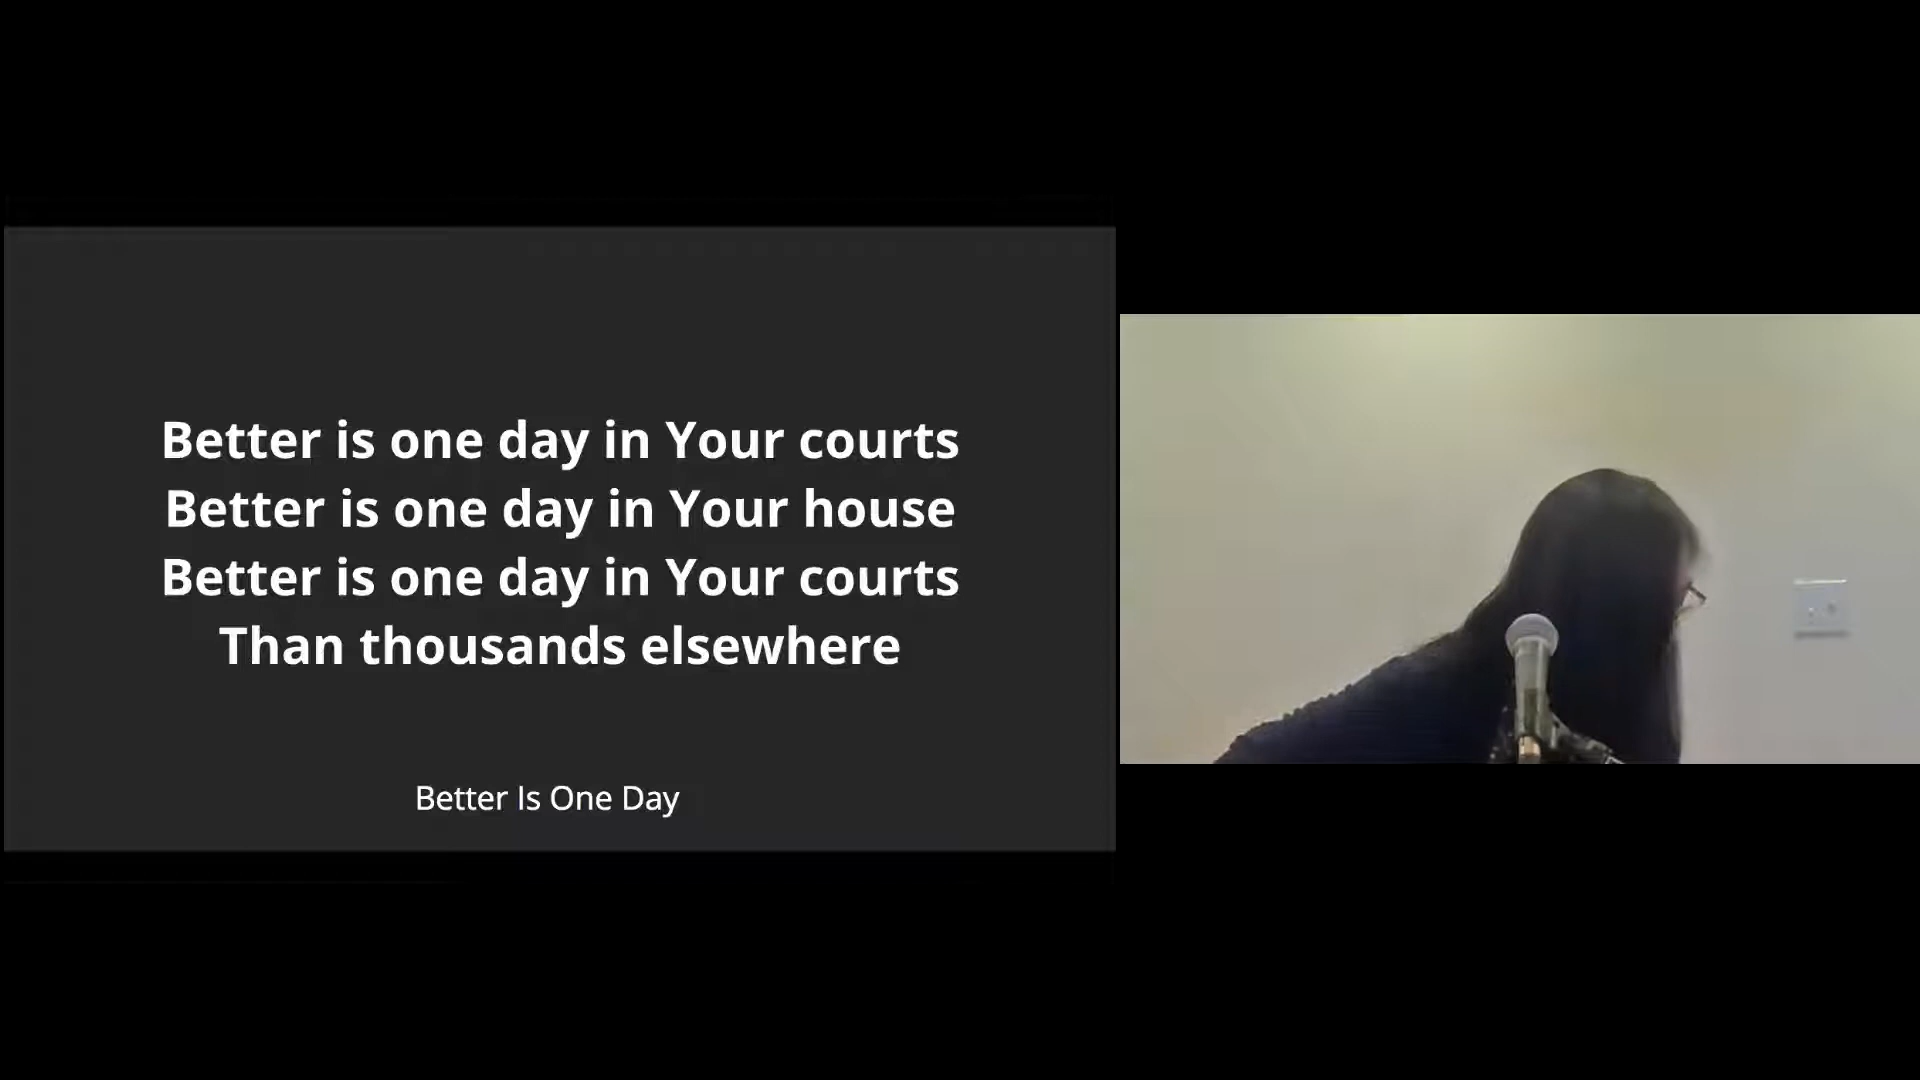 Better is one day in Your courts
Better is one day in Your house
Better is one day in Your courts
Than thousands elsewhere
Better Is One Day